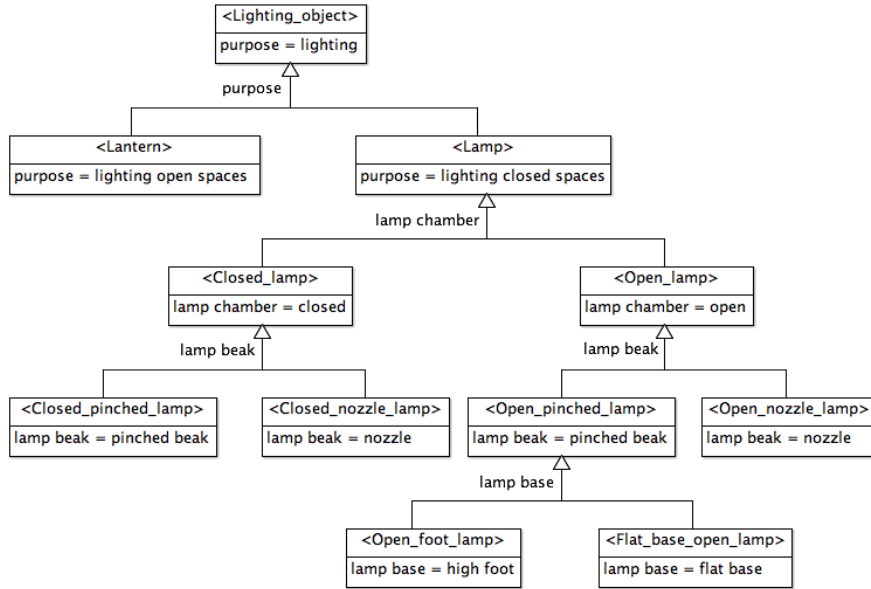 <Lighting_object>
purpose = lighting
purpose
<Lantern>
purpose = lighting open spaces
<Lamp>
purpose = lighting closed spaces
lamp chamber
<Closed_lamp>
lamp chamber = closed
<Open_lamp>
lamp chamber = open
lamp beak
lamp beak
<Closed_pinched_lamp>
lamp beak = pinched beak
<Closed_nozzle_lamp>
lamp beak = nozzle
<Open_pinched_lamp>
lamp beak = pinched beak
<Open_nozzle_lamp>
lamp beak = nozzle
lamp base
<Open_foot_lamp>
lamp base = high foot
<Flat_base_open_lamp>
lamp base = flat base